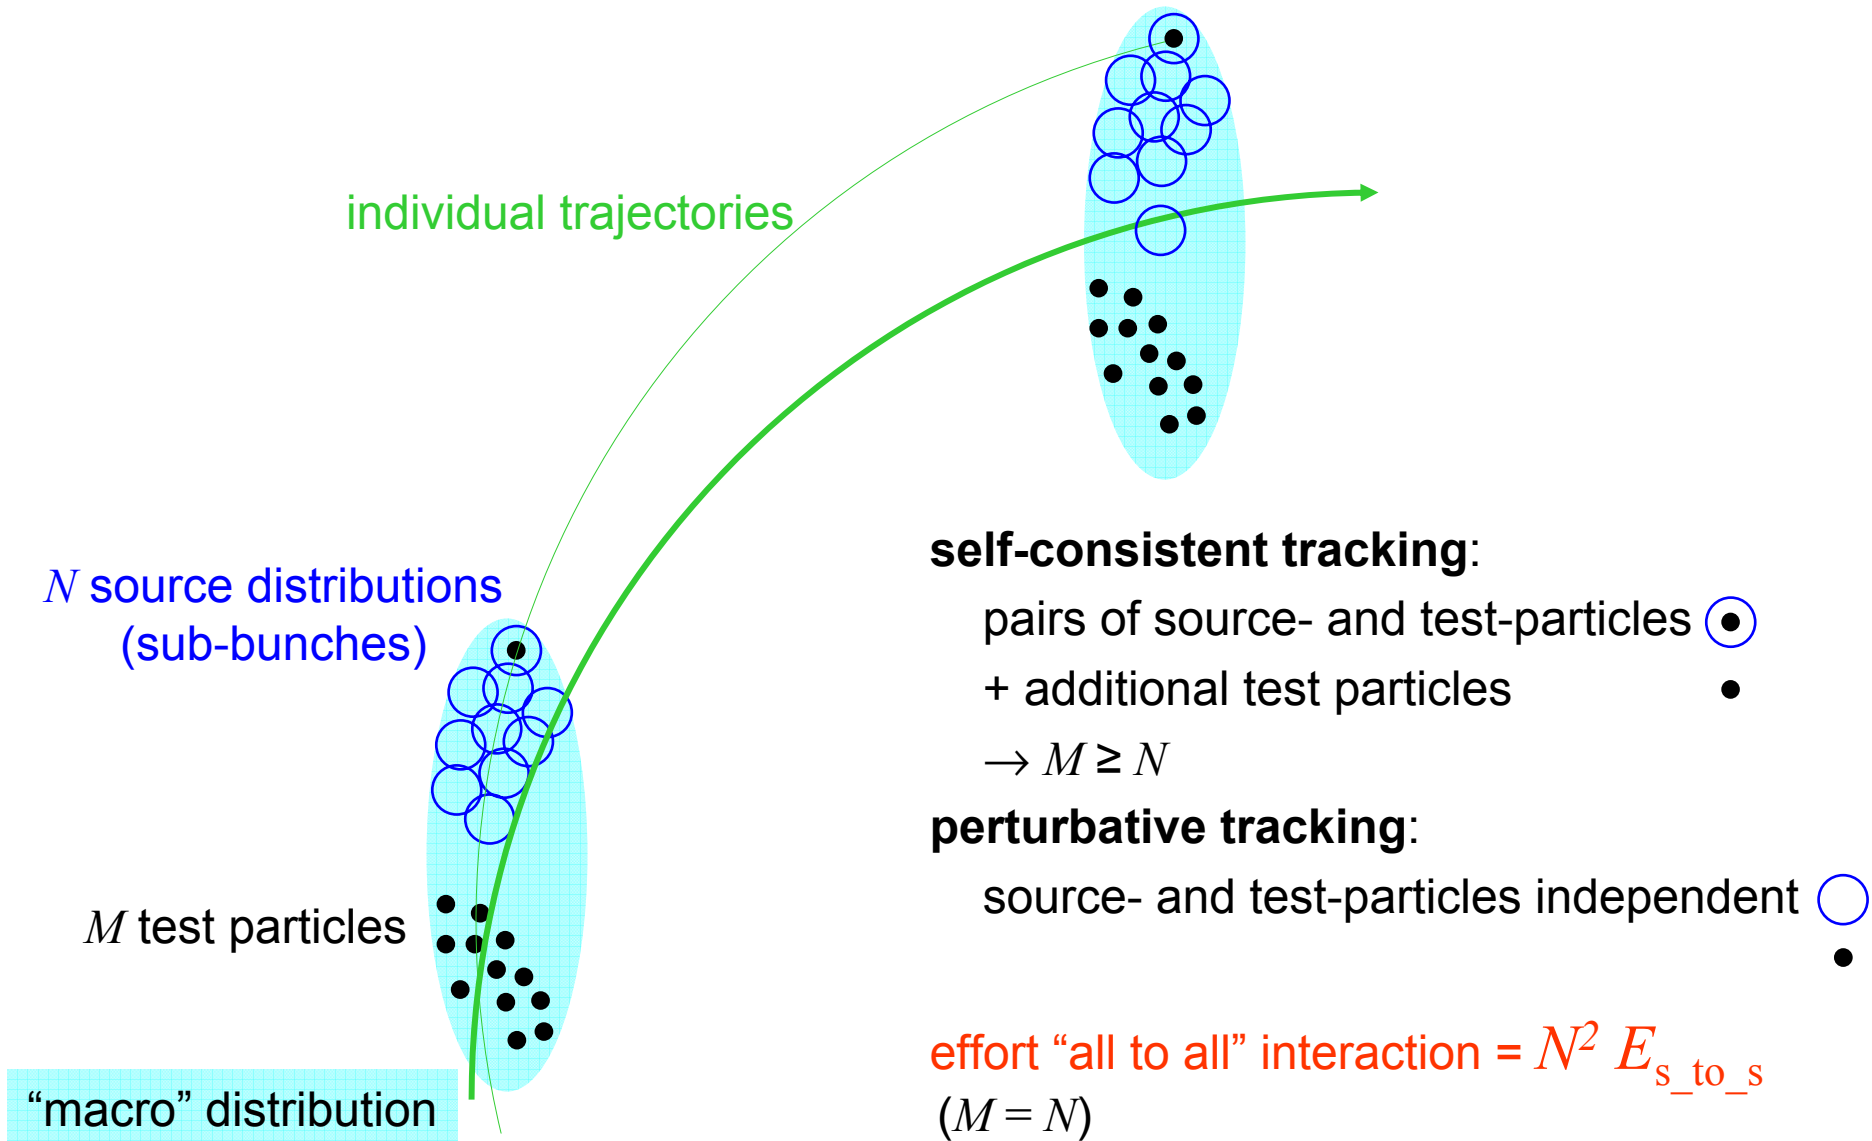 individual trajectories
N source distributions
(sub-bunches)
M test particles
“macro” distribution
self-consistent tracking:
pairs of source- and test-particles
+ additional test particles
→ M ≥ N
perturbative tracking:
source- and test-particles independent
effort “all to all” interaction = N² E_s_to_s
(M = N)